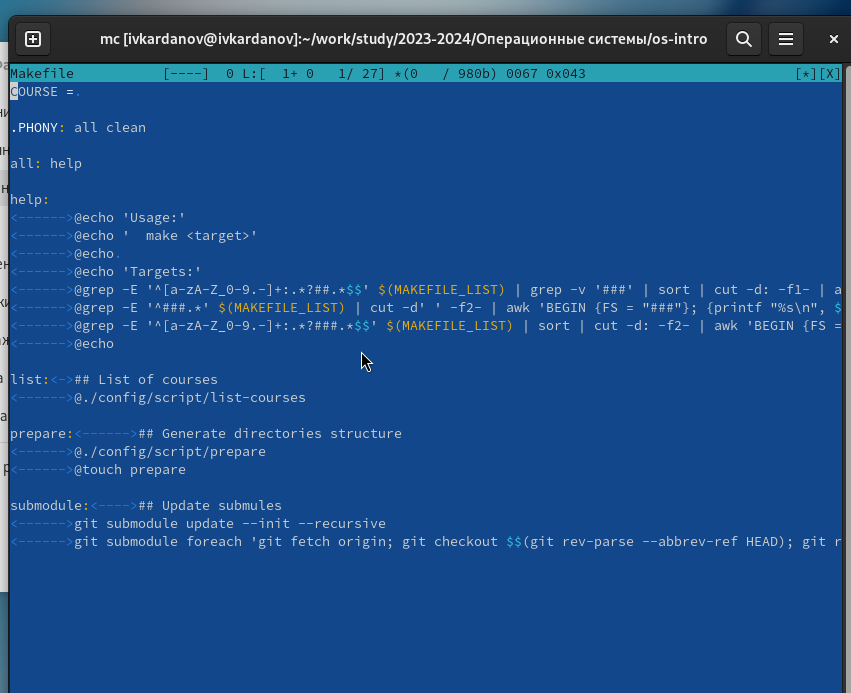 mc [ivkardanov@ivkardanov]:~/work/study/2023-2024/Операционные системы/os-intro
Makefile [----] 0 L:[ 1+ 0 1/ 27] *(0 / 980b) 0067 0x043 [*][X]
COURSE =.
.PHONY: all clean
all: help
help:
<------>@echo 'Usage:'
<------>@echo '  make <target>'
<------>@echo.
<------>@echo 'Targets:'
<------>@grep -E '^[a-zA-Z_0-9.-]+:.*?##.*$$' $(MAKEFILE_LIST) | grep -v '###' | sort | cut -d: -f1- | a
<------>@grep -E '^###.*' $(MAKEFILE_LIST) | cut -d' ' -f2- | awk 'BEGIN {FS = "###"}; {printf "%s\n", $
<------>@grep -E '^[a-zA-Z_0-9.-]+:.*?###.*$$' $(MAKEFILE_LIST) | sort | cut -d: -f2- | awk 'BEGIN {FS =
<------>@echo
list:<->## List of courses
<------>@./config/script/list-courses
prepare:<------>## Generate directories structure
<------>@./config/script/prepare
<------>@touch prepare
submodule:<---->## Update submules
<------>git submodule update --init --recursive
<------>git submodule foreach 'git fetch origin; git checkout $$(git rev-parse --abbrev-ref HEAD); git r